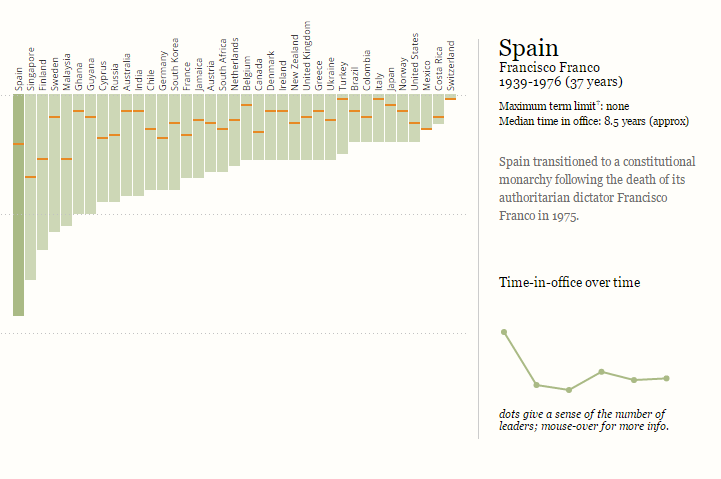 Spain
Singapore
Finland
Sweden
Malaysia
Ghana
Guyana
Cyprus
Russia
Australia
India
Chile
Germany
South Korea
France
Jamaica
Austria
South Africa
Netherlands
Belgium
Canada
Denmark
Ireland
New Zealand
United Kingdom
Greece
Ukraine
Turkey
Brazil
Colombia
Italy
Japan
Norway
United States
Mexico
Costa Rica
Switzerland
Spain
Francisco Franco
1939-1976 (37 years)
Maximum term limit†: none
Median time in office: 8.5 years (approx)
Spain transitioned to a constitutional
monarchy following the death of its
authoritarian dictator Francisco
Franco in 1975.
Time-in-office over time
dots give a sense of the number of
leaders; mouse-over for more info.